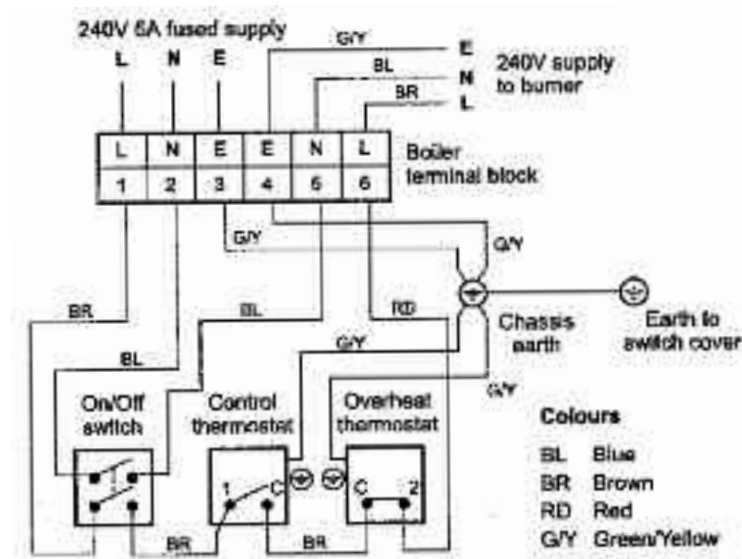 240V 5A fused supply
L N E
G/Y
E
BL
N
BR
L
240V supply
to burner
L N E E N L
1 2 3 4 5 6
Boiler
terminal block
G/Y
G/Y
BR
BL
RD
Chassis
earth
Earth to
switch cover
BL
G/Y
G/Y
On/Off
switch
Control
thermostat
Overheat
thermostat
1 C
C 2
BR
BR
Colours
BL Blue
BR Brown
RD Red
G/Y Green/Yellow